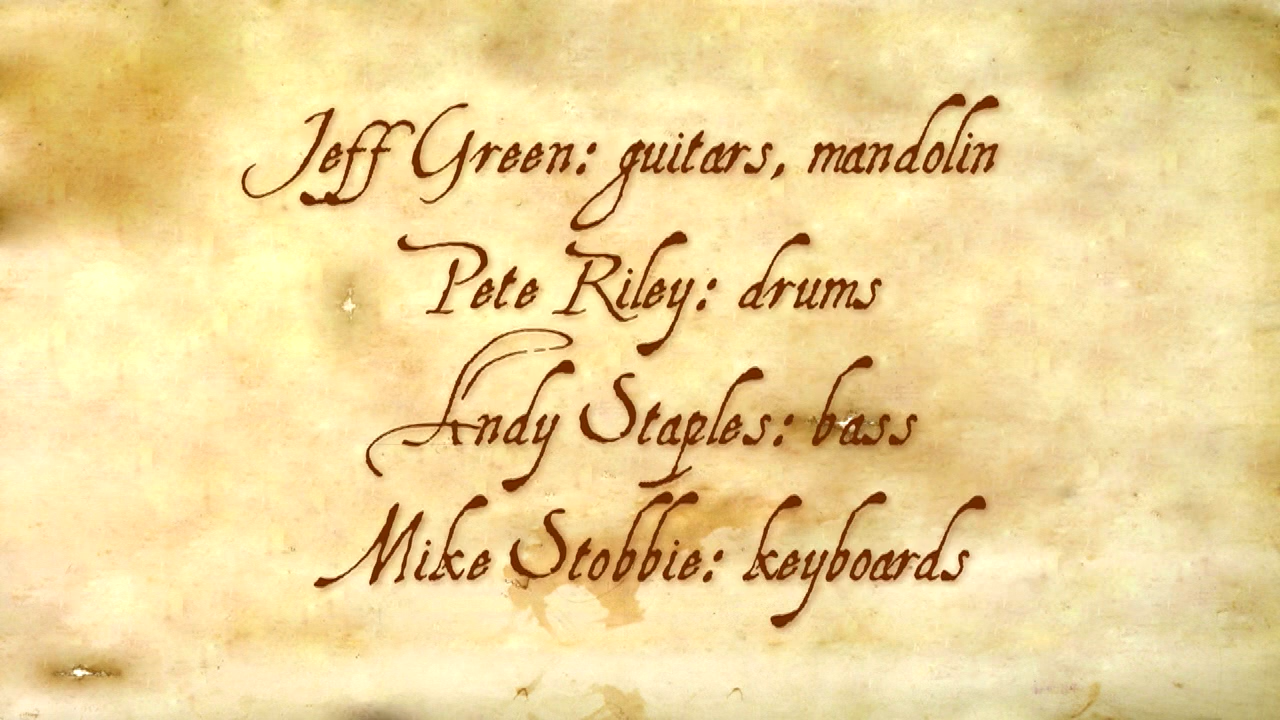 Jeff Green: guitars, mandolin
Pete Riley: drums
Andy Staples: bass
Mike Stobbie: keyboards